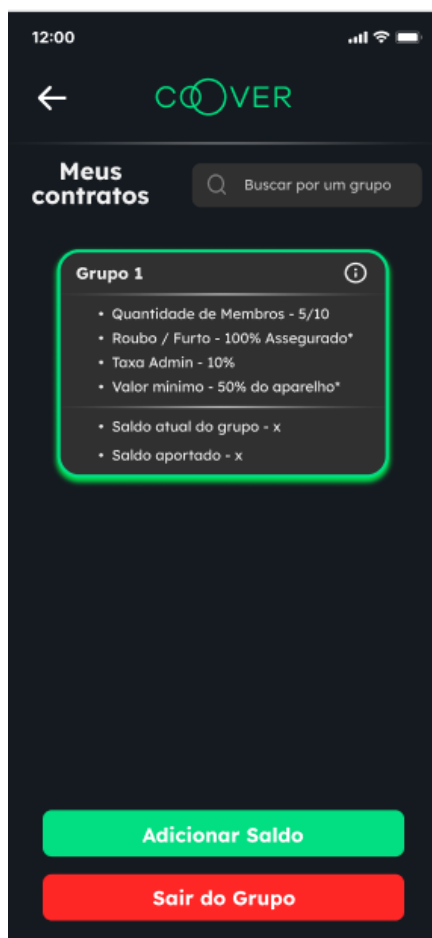 12:00
COOVER
Meus
contratos
Buscar por um grupo
Grupo 1
• Quantidade de Membros - 5/10
• Roubo / Furto - 100% Assegurado*
• Taxa Admin - 10%
• Valor minimo - 50% do aparelho*
• Saldo atual do grupo - x
• Saldo aportado - x
Adicionar Saldo
Sair do Grupo